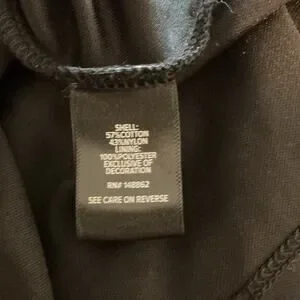 SHELL:
57%COTTON
43%NYLON
LINING:
100%POLYESTER
EXCLUSIVE OF
DECORATION
RN# 148862
SEE CARE ON REVERSE